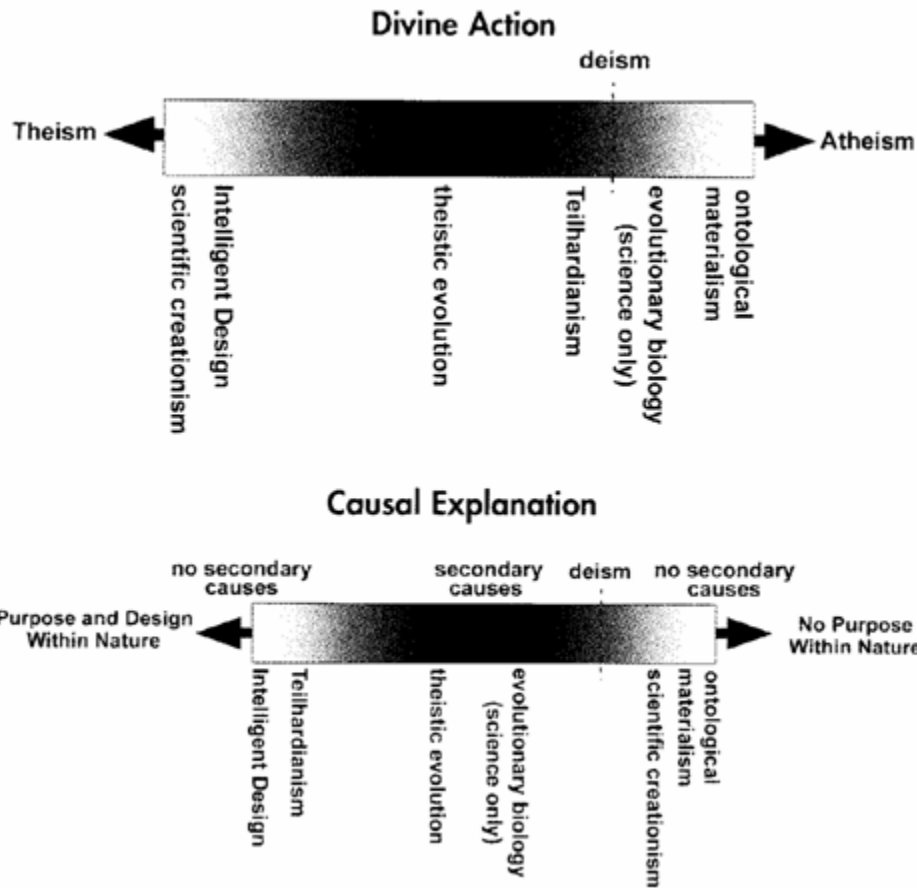 Divine Action
deism
Theism
Atheism
scientific creationism
Intelligent Design
theistic evolution
Teilhardianism
evolutionary biology
(science only)
ontological
materialism
Causal Explanation
no secondary
causes
secondary
causes
deism
no secondary
causes
Purpose and Design
Within Nature
No Purpose
Within Nature
Intelligent Design
Teilhardianism
theistic evolution
evolutionary biology
(science only)
scientific creationism
ontological
materialism